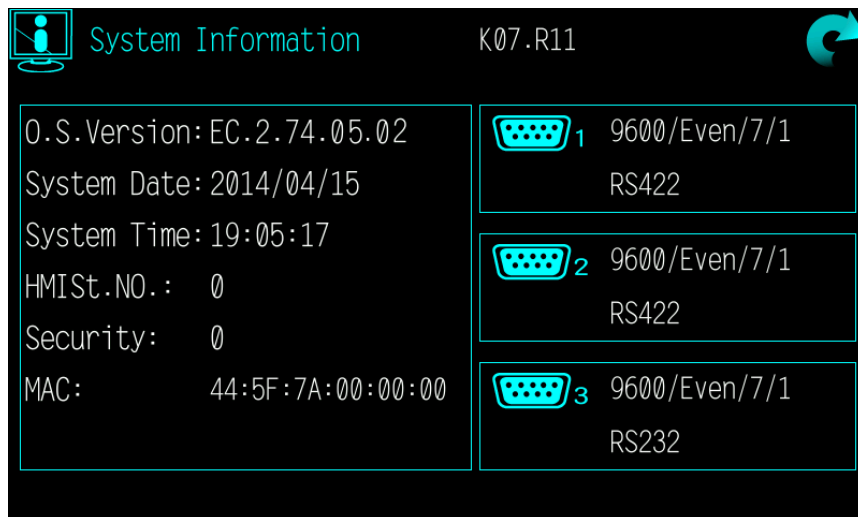 System Information K07.R11
O.S.Version: EC.2.74.05.02
System Date: 2014/04/15
System Time: 19:05:17
HMISt.NO.: 0
Security: 0
MAC: 44:5F:7A:00:00:00
1 9600/Even/7/1
RS422
2 9600/Even/7/1
RS422
3 9600/Even/7/1
RS232